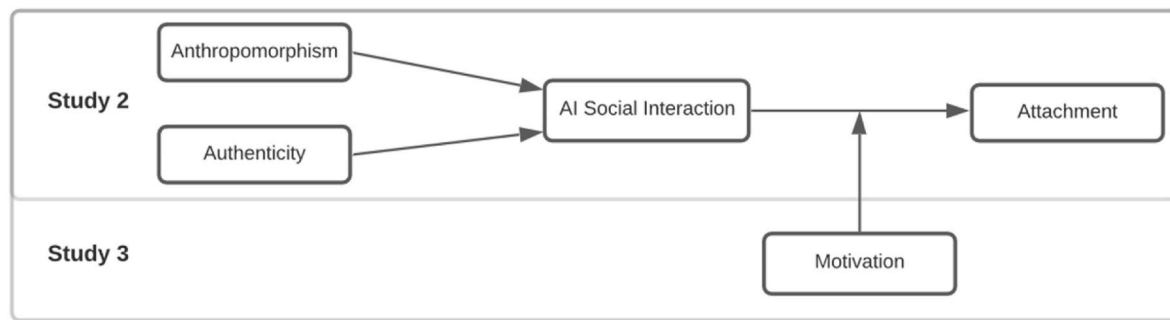 Anthropomorphism
Study 2
AI Social Interaction
Attachment
Authenticity
Study 3
Motivation